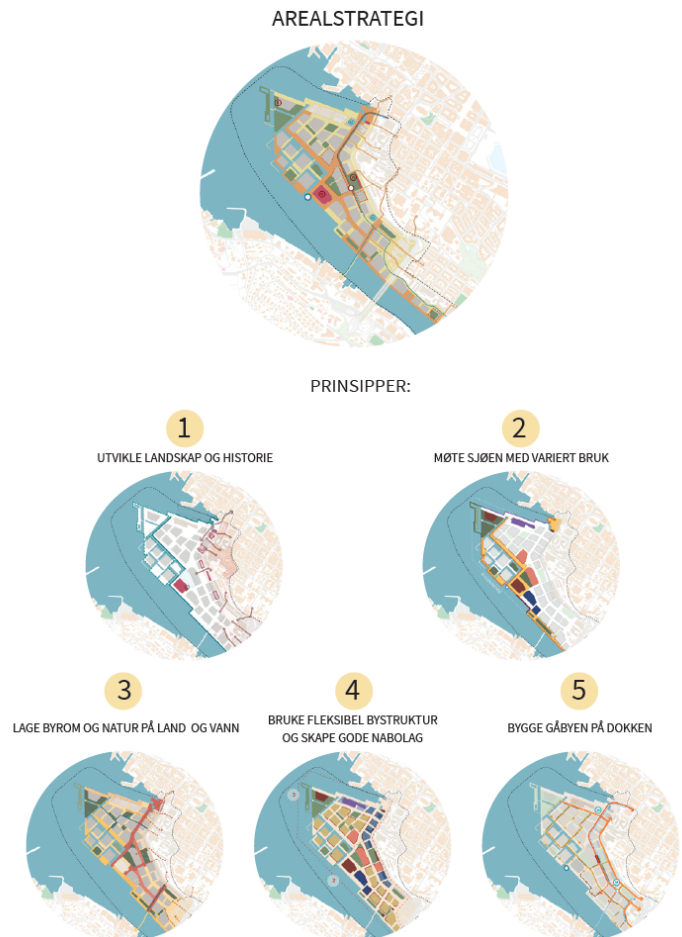 AREALSTRATEGI
PRINSIPPER:
1
UTVIKLE LANDSKAP OG HISTORIE
2
MØTE SJØEN MED VARIERT BRUK
3
LAGE BYROM OG NATUR PÅ LAND OG VANN
4
BRUKE FLEKSIBEL BYSTRUKTUR
OG SKAPE GODE NABOLAG
5
BYGGE GÅBYEN PÅ DOKKEN